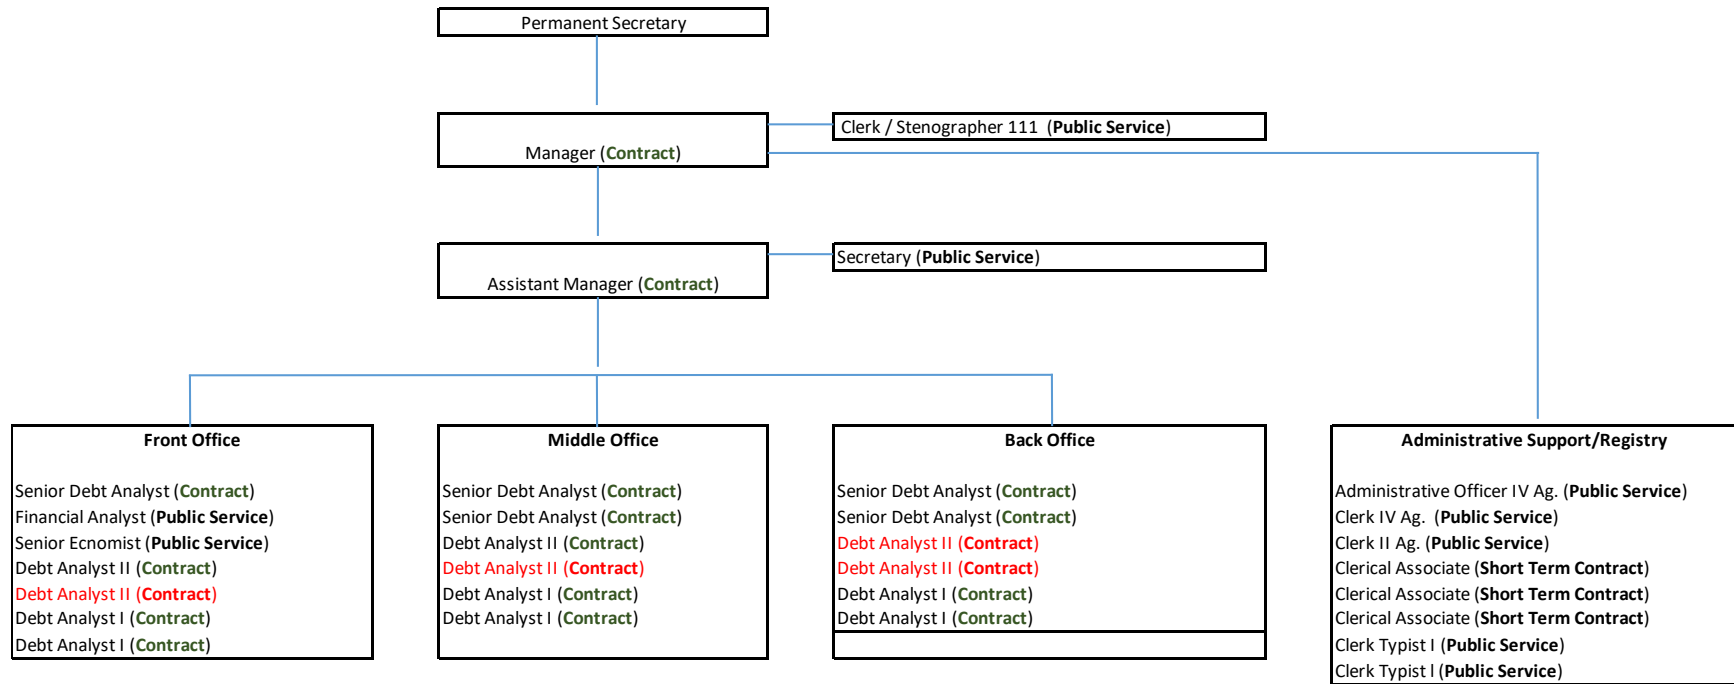 Permanent Secretary
Clerk / Stenographer 111 (Public Service)
Manager (Contract)
Secretary (Public Service)
Assistant Manager (Contract)
Front Office
Senior Debt Analyst (Contract)
Financial Analyst (Public Service)
Senior Ecnomist (Public Service)
Debt Analyst II (Contract)
Debt Analyst II (Contract)
Debt Analyst I (Contract)
Debt Analyst I (Contract)
Middle Office
Senior Debt Analyst (Contract)
Senior Debt Analyst (Contract)
Debt Analyst II (Contract)
Debt Analyst II (Contract)
Debt Analyst I (Contract)
Debt Analyst I (Contract)
Back Office
Senior Debt Analyst (Contract)
Senior Debt Analyst (Contract)
Debt Analyst II (Contract)
Debt Analyst II (Contract)
Debt Analyst I (Contract)
Debt Analyst I (Contract)
Administrative Support/Registry
Administrative Officer IV Ag. (Public Service)
Clerk IV Ag. (Public Service)
Clerk II Ag. (Public Service)
Clerical Associate (Short Term Contract)
Clerical Associate (Short Term Contract)
Clerical Associate (Short Term Contract)
Clerk Typist I (Public Service)
Clerk Typist l (Public Service)